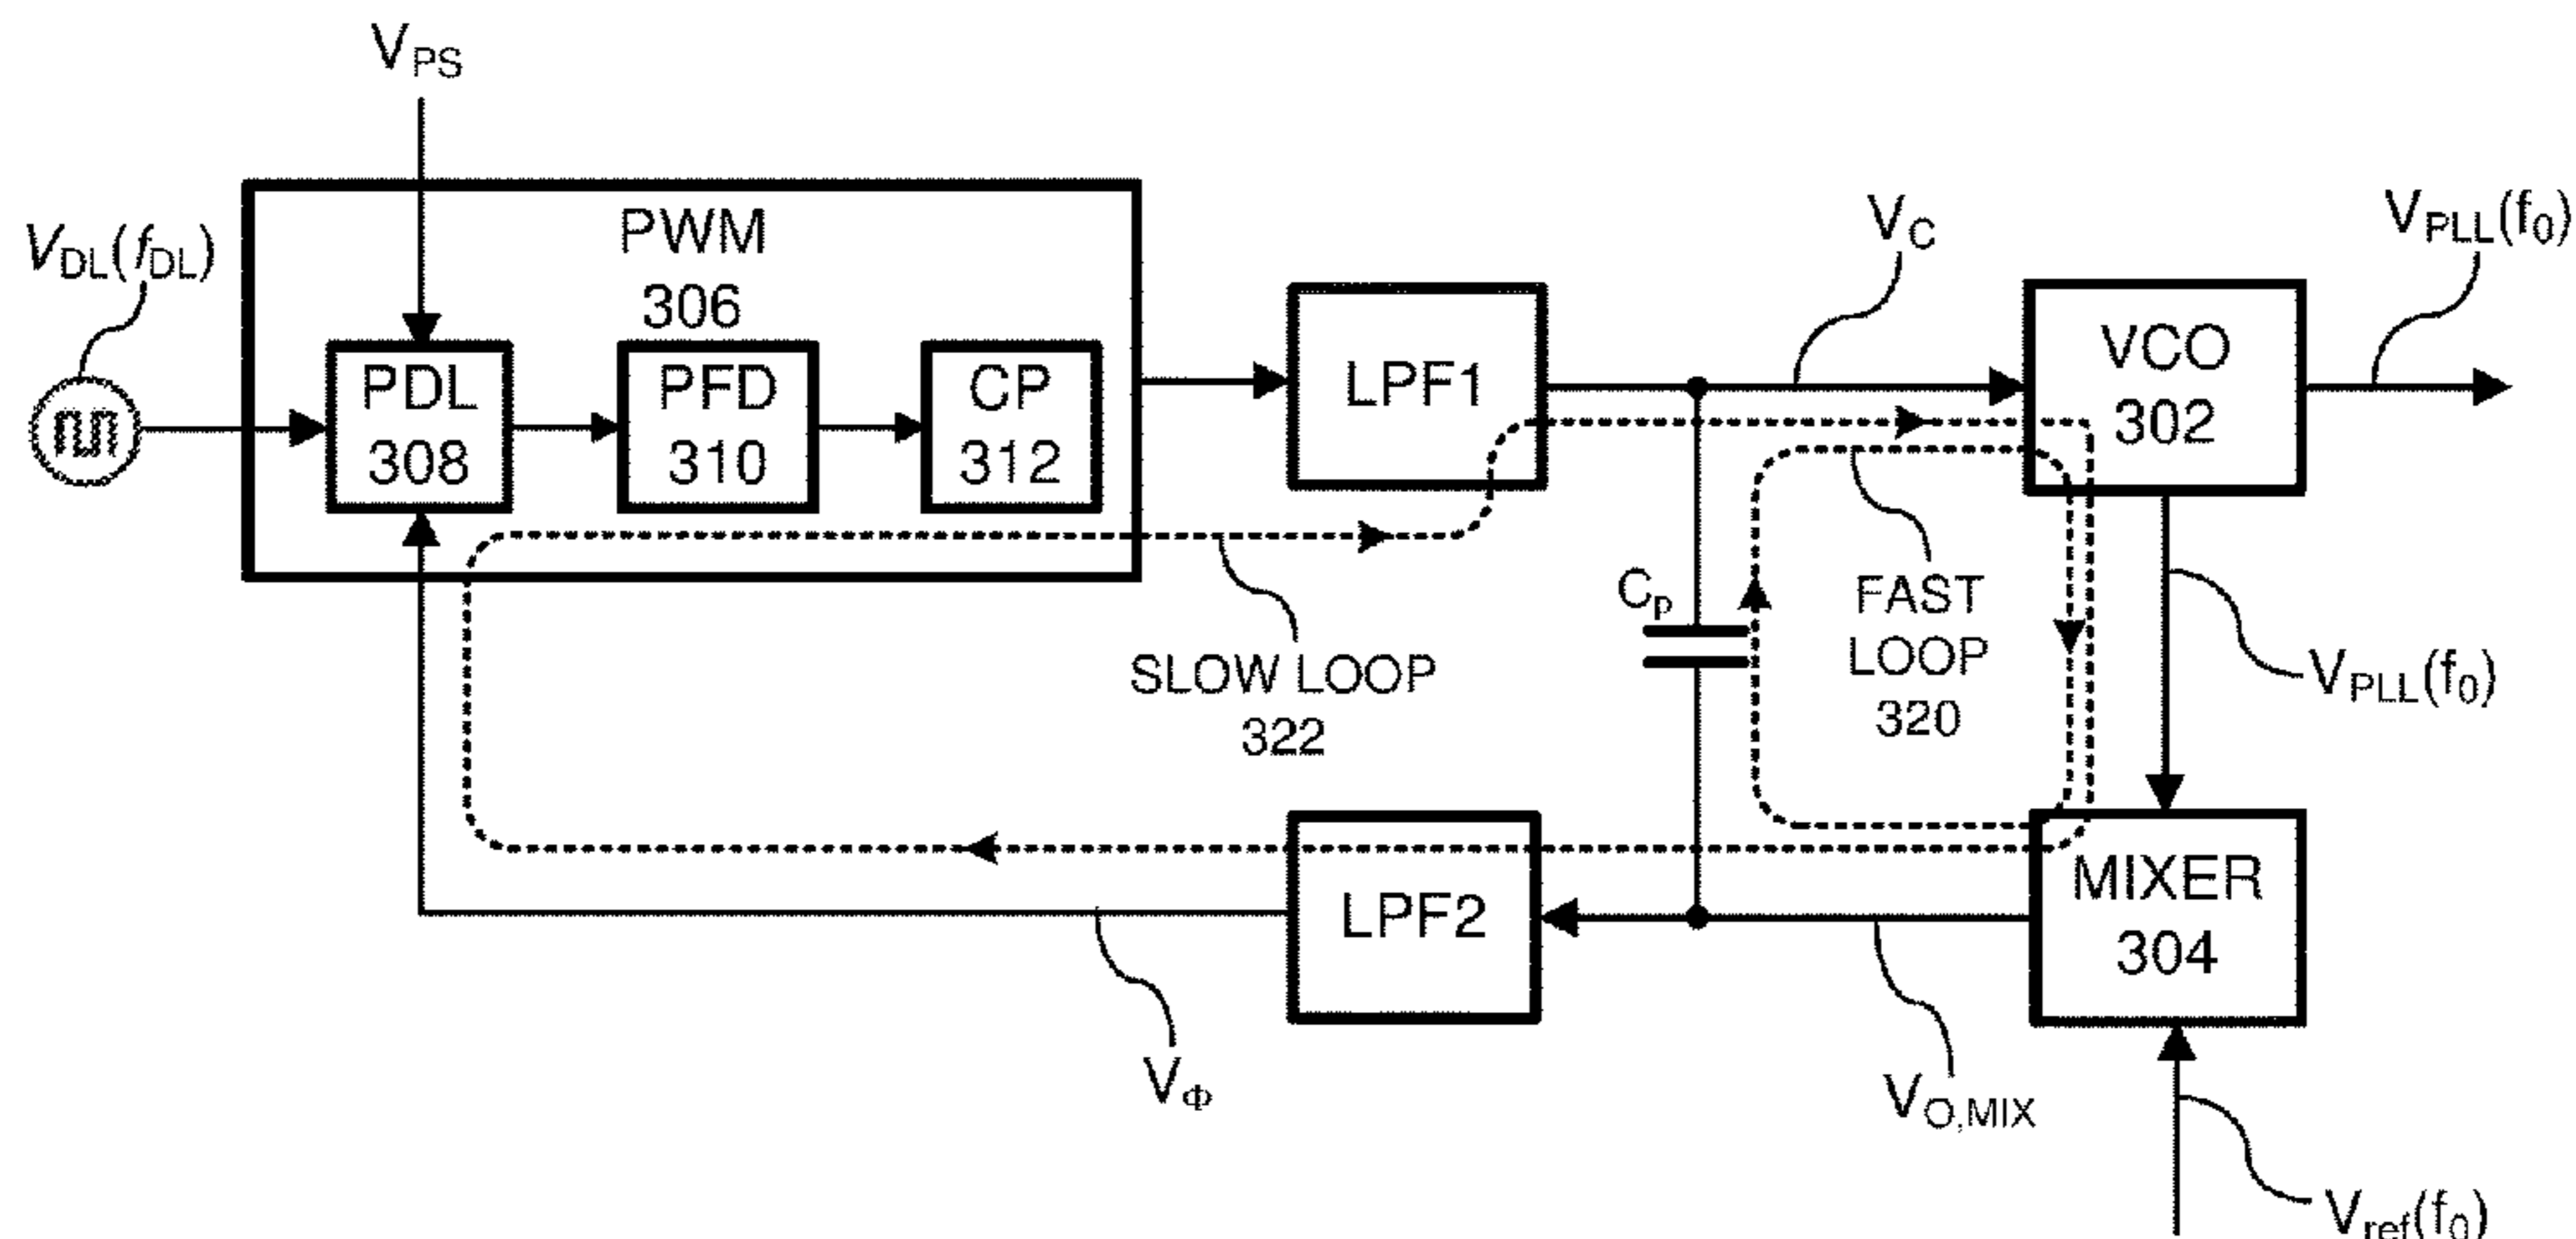 V_PS
V_DL(f_DL)
PWM
306
PDL
308
PFD
310
CP
312
LPF1
V_C
VCO
302
V_PLL(f_0)
C_p
FAST
LOOP
320
SLOW LOOP
322
V_PLL(f_0)
LPF2
MIXER
304
V_Φ
V_O,MIX
V_ref(f_0)